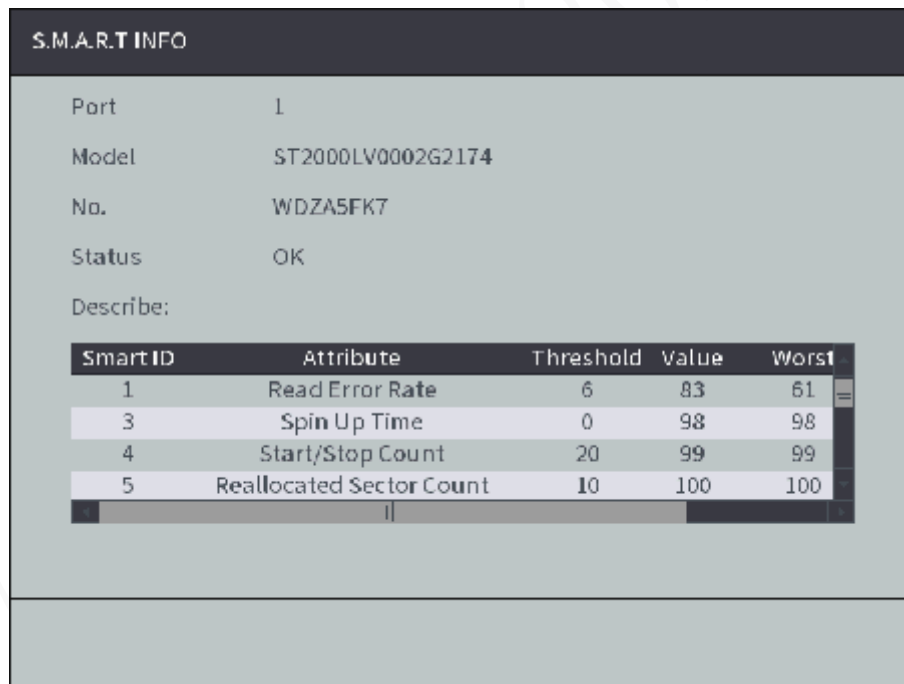 S.M.A.R.T INFO
Port 1
Model ST2000LV0002G2174
No. WDZA5FK7
Status OK
Describe:
Smart ID Attribute Threshold Value Worst
1 Read Error Rate 6 83 61
3 Spin Up Time 0 98 98
4 Start/Stop Count 20 99 99
5 Reallocated Sector Count 10 100 100